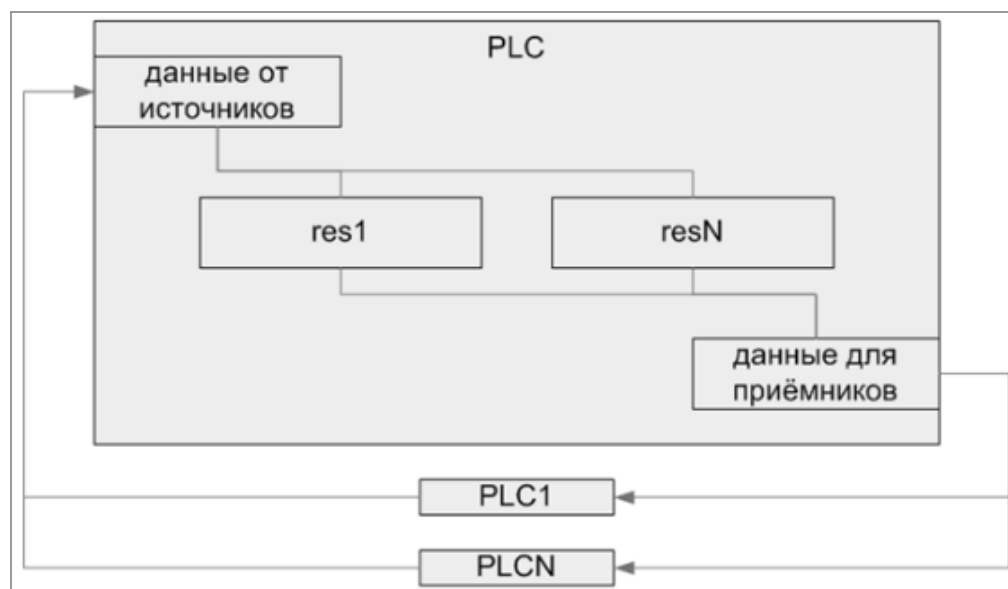 PLC
данные от
источников
res1
resN
данные для
приёмников
PLC1
PLCN